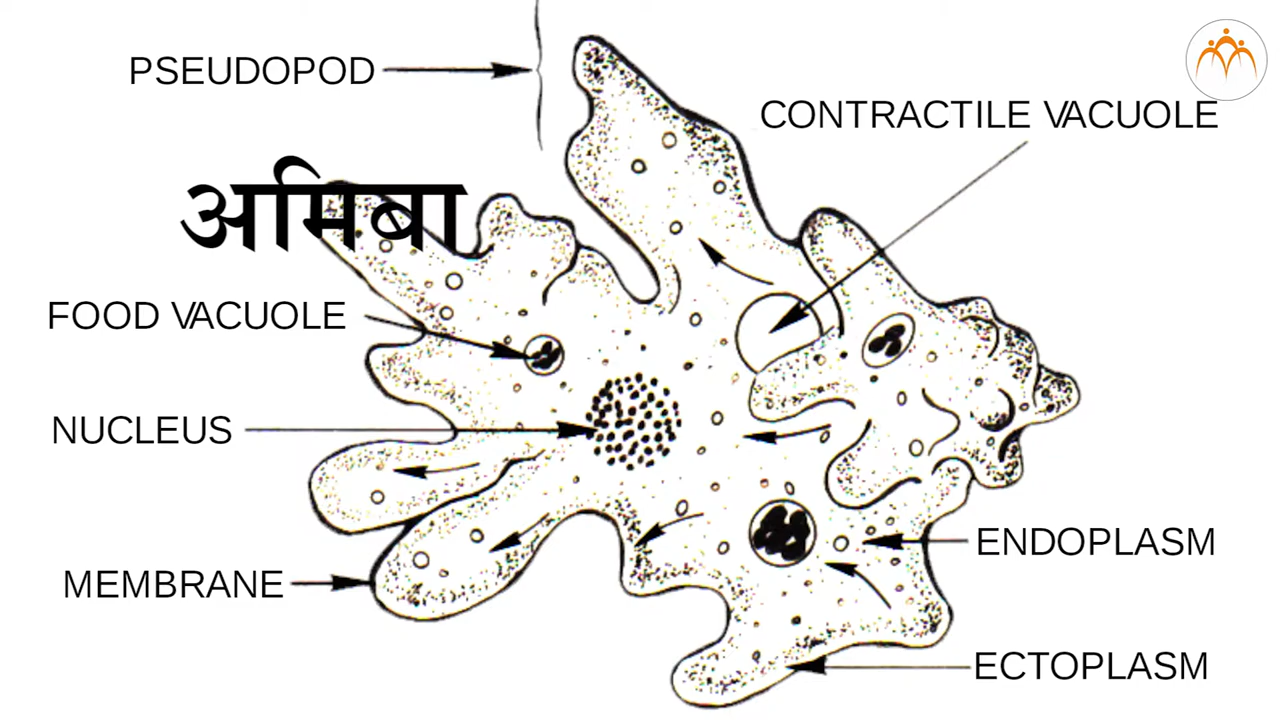 PSEUDOPOD
CONTRACTILE VACUOLE
अमिबा
FOOD VACUOLE
NUCLEUS
ENDOPLASM
MEMBRANE
ECTOPLASM